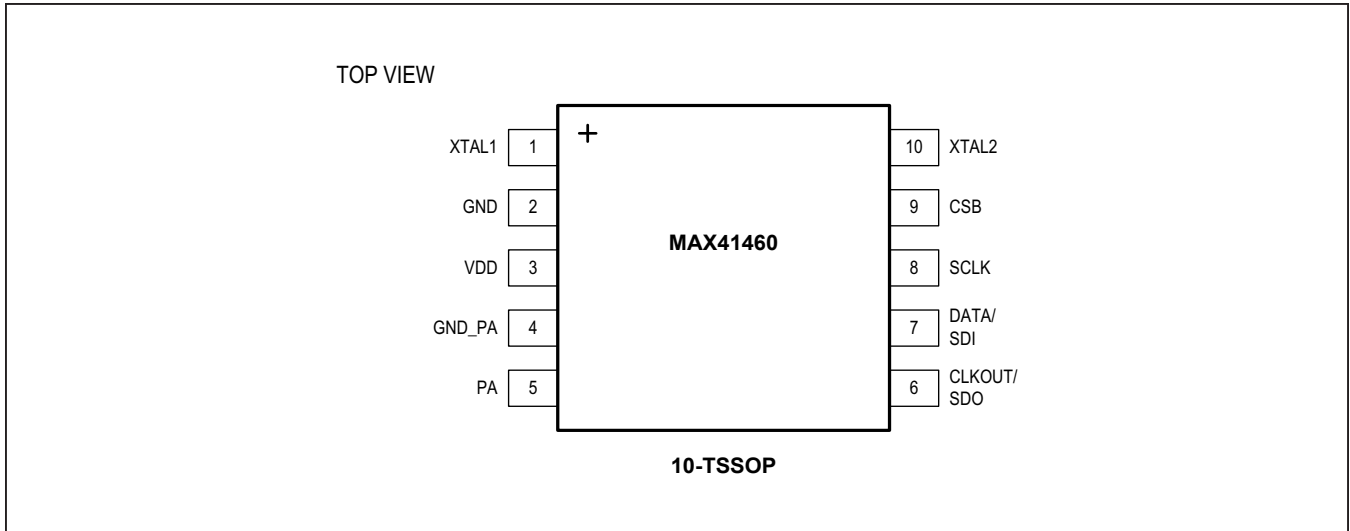 TOP VIEW
XTAL1 1
GND 2
VDD 3
GND_PA 4
PA 5
+
MAX41460
10 XTAL2
9 CSB
8 SCLK
7 DATA/
SDI
6 CLKOUT/
SDO
10-TSSOP